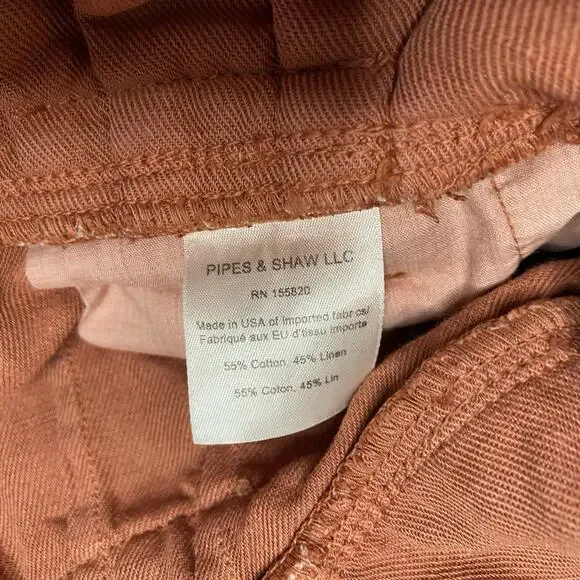 PIPES & SHAW LLC
RN 155820
Made in USA of Imported fabrics/
Fabriqué aux EU d'tissu importe
55% Cotton, 45% Linen
55% Coton, 45% Lin